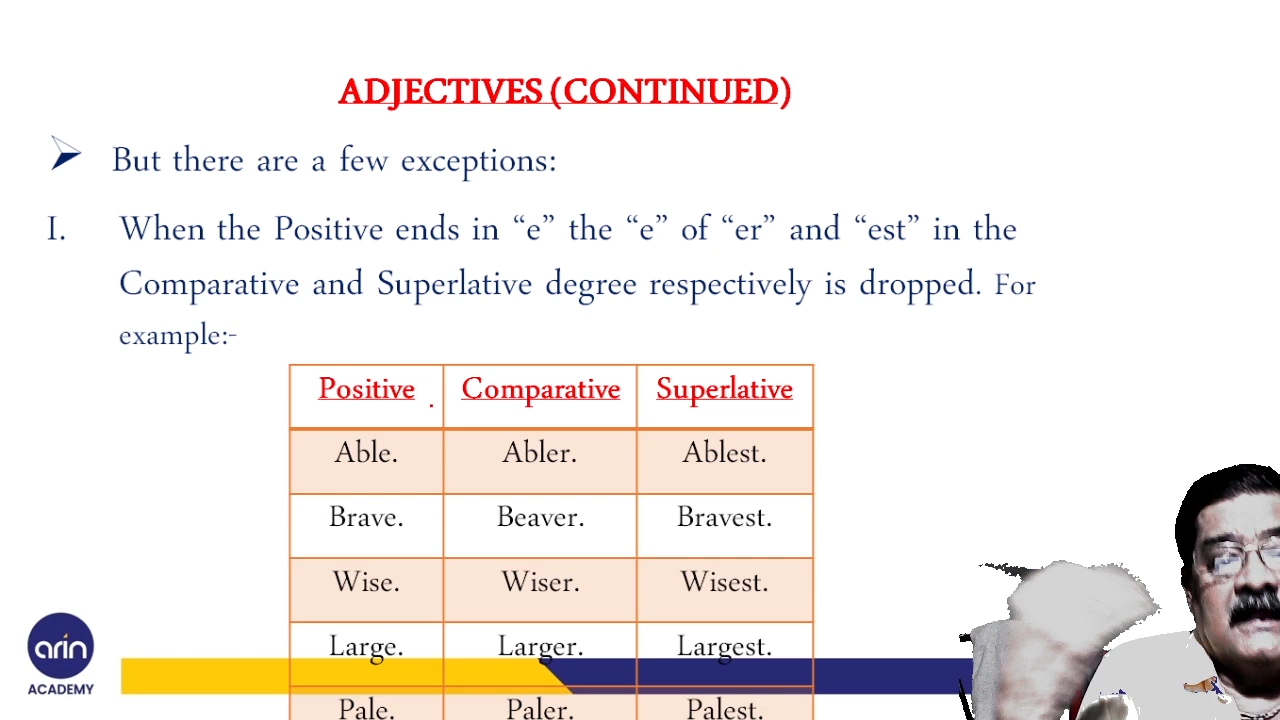 ADJECTIVES (CONTINUED)
But there are a few exceptions:
I. When the Positive ends in “e” the “e” of “er” and “est” in the
Comparative and Superlative degree respectively is dropped. For
example:-
Positive . Comparative Superlative
Able. Abler. Ablest.
Brave. Beaver. Bravest.
Wise. Wiser. Wisest.
Large. Larger. Largest.
Pale. Paler. Palest.
arin
ACADEMY